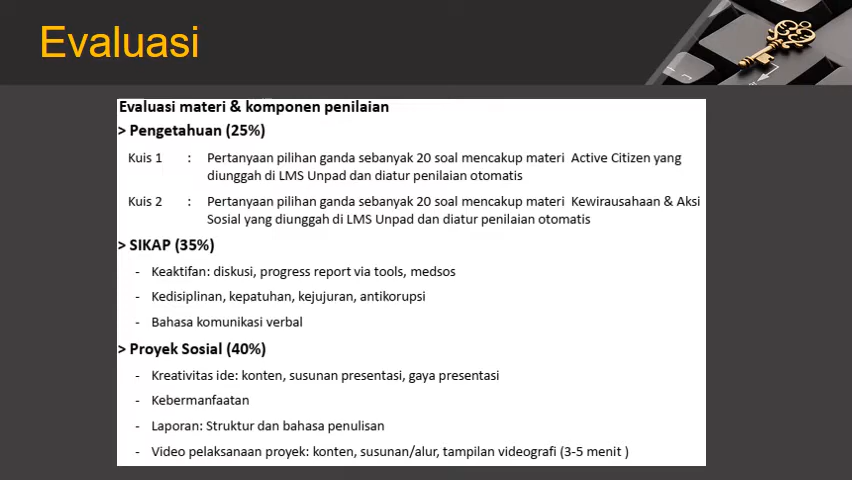 Evaluasi
Evaluasi materi & komponen penilaian
> Pengetahuan (25%)
Kuis 1 : Pertanyaan pilihan ganda sebanyak 20 soal mencakup materi Active Citizen yang
diunggah di LMS Unpad dan diatur penilaian otomatis
Kuis 2 : Pertanyaan pilihan ganda sebanyak 20 soal mencakup materi Kewirausahaan & Aksi
Sosial yang diunggah di LMS Unpad dan diatur penilaian otomatis
> SIKAP (35%)
- Keaktifan: diskusi, progress report via tools, medsos
- Kedisiplinan, kepatuhan, kejujuran, antikorupsi
- Bahasa komunikasi verbal
> Proyek Sosial (40%)
- Kreativitas ide: konten, susunan presentasi, gaya presentasi
- Kebermanfaatan
- Laporan: Struktur dan bahasa penulisan
- Video pelaksanaan proyek: konten, susunan/alur, tampilan videografi (3-5 menit )